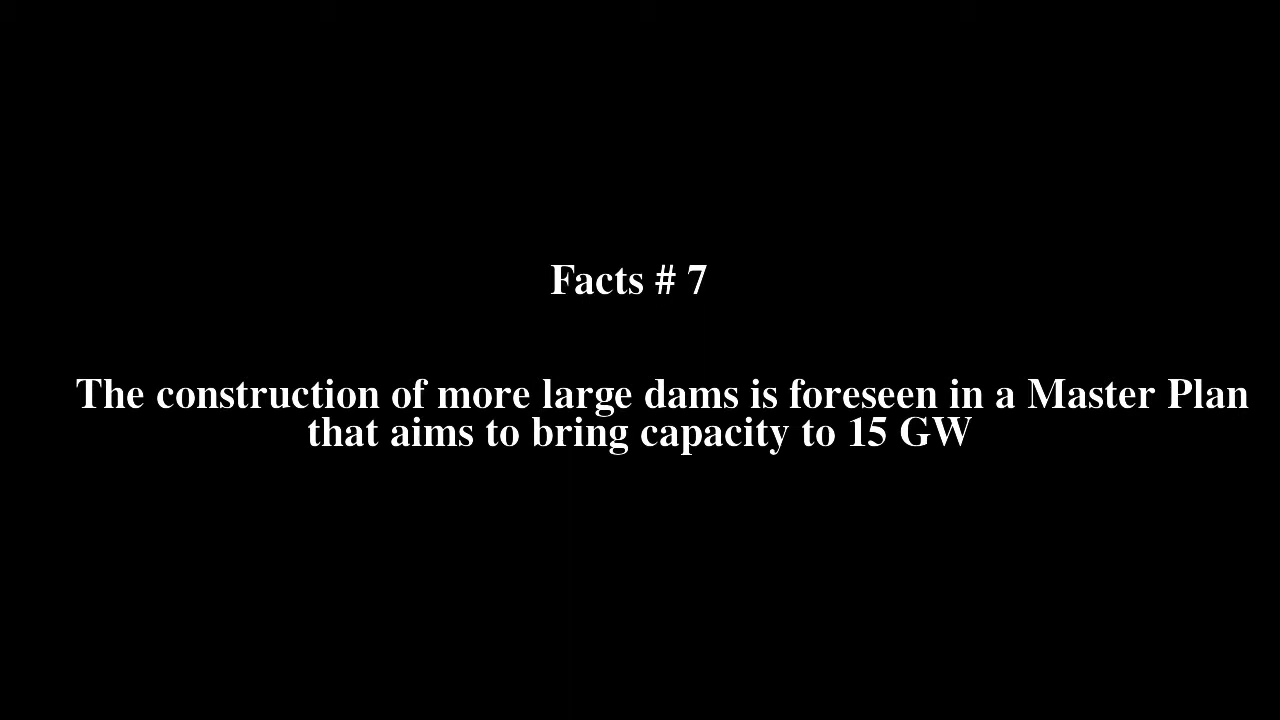 Facts # 7
The construction of more large dams is foreseen in a Master Plan
that aims to bring capacity to 15 GW